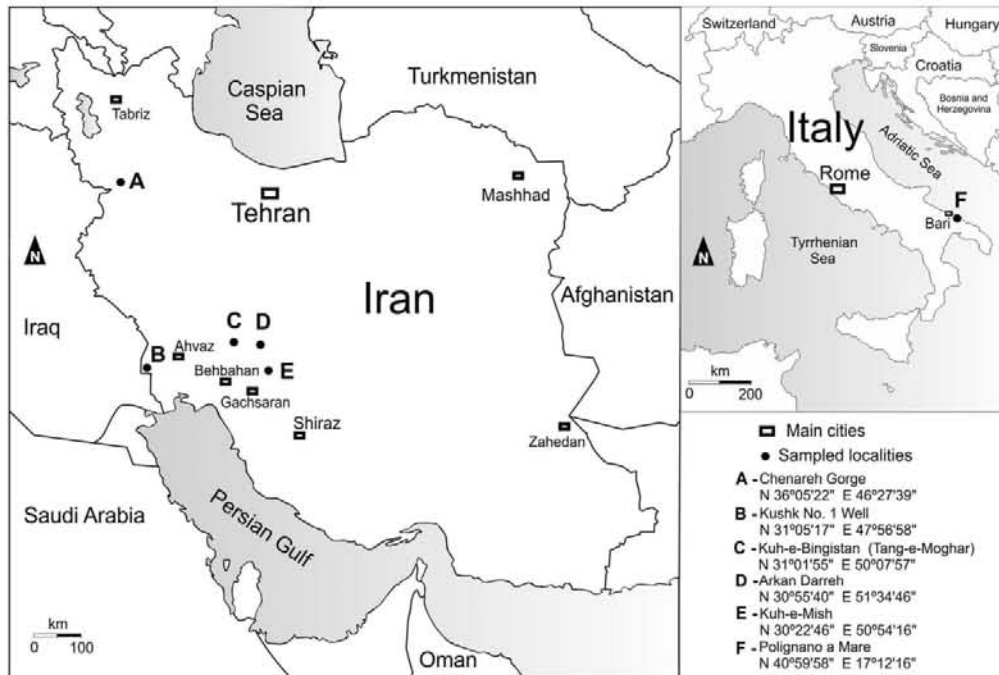 Caspian
Sea
Turkmenistan
Tabriz
A
Tehran
Mashhad
N
Iran
Afghanistan
Iraq
C
D
B
Ahvaz
E
Behbahan
Gachsaran
Shiraz
Zahedan
Saudi Arabia
Persian Gulf
km
0 100
Oman
Switzerland
Austria
Hungary
Slovenia
Croatia
Bosnia and
Herzegovina
Italy
Adriatic Sea
Rome
F
Bari
N
Tyrrhenian
Sea
km
0 200
Main cities
Sampled localities
A - Chenareh Gorge
N 36º05'22" E 46º27'39"
B - Kushk No. 1 Well
N 31º05'17" E 47º56'58"
C - Kuh-e-Bingistan (Tang-e-Moghar)
N 31º01'55" E 50º07'57"
D - Arkan Darreh
N 30º55'40" E 51º34'46"
E - Kuh-e-Mish
N 30º22'46" E 50º54'16"
F - Polignano a Mare
N 40º59'58" E 17º12'16"